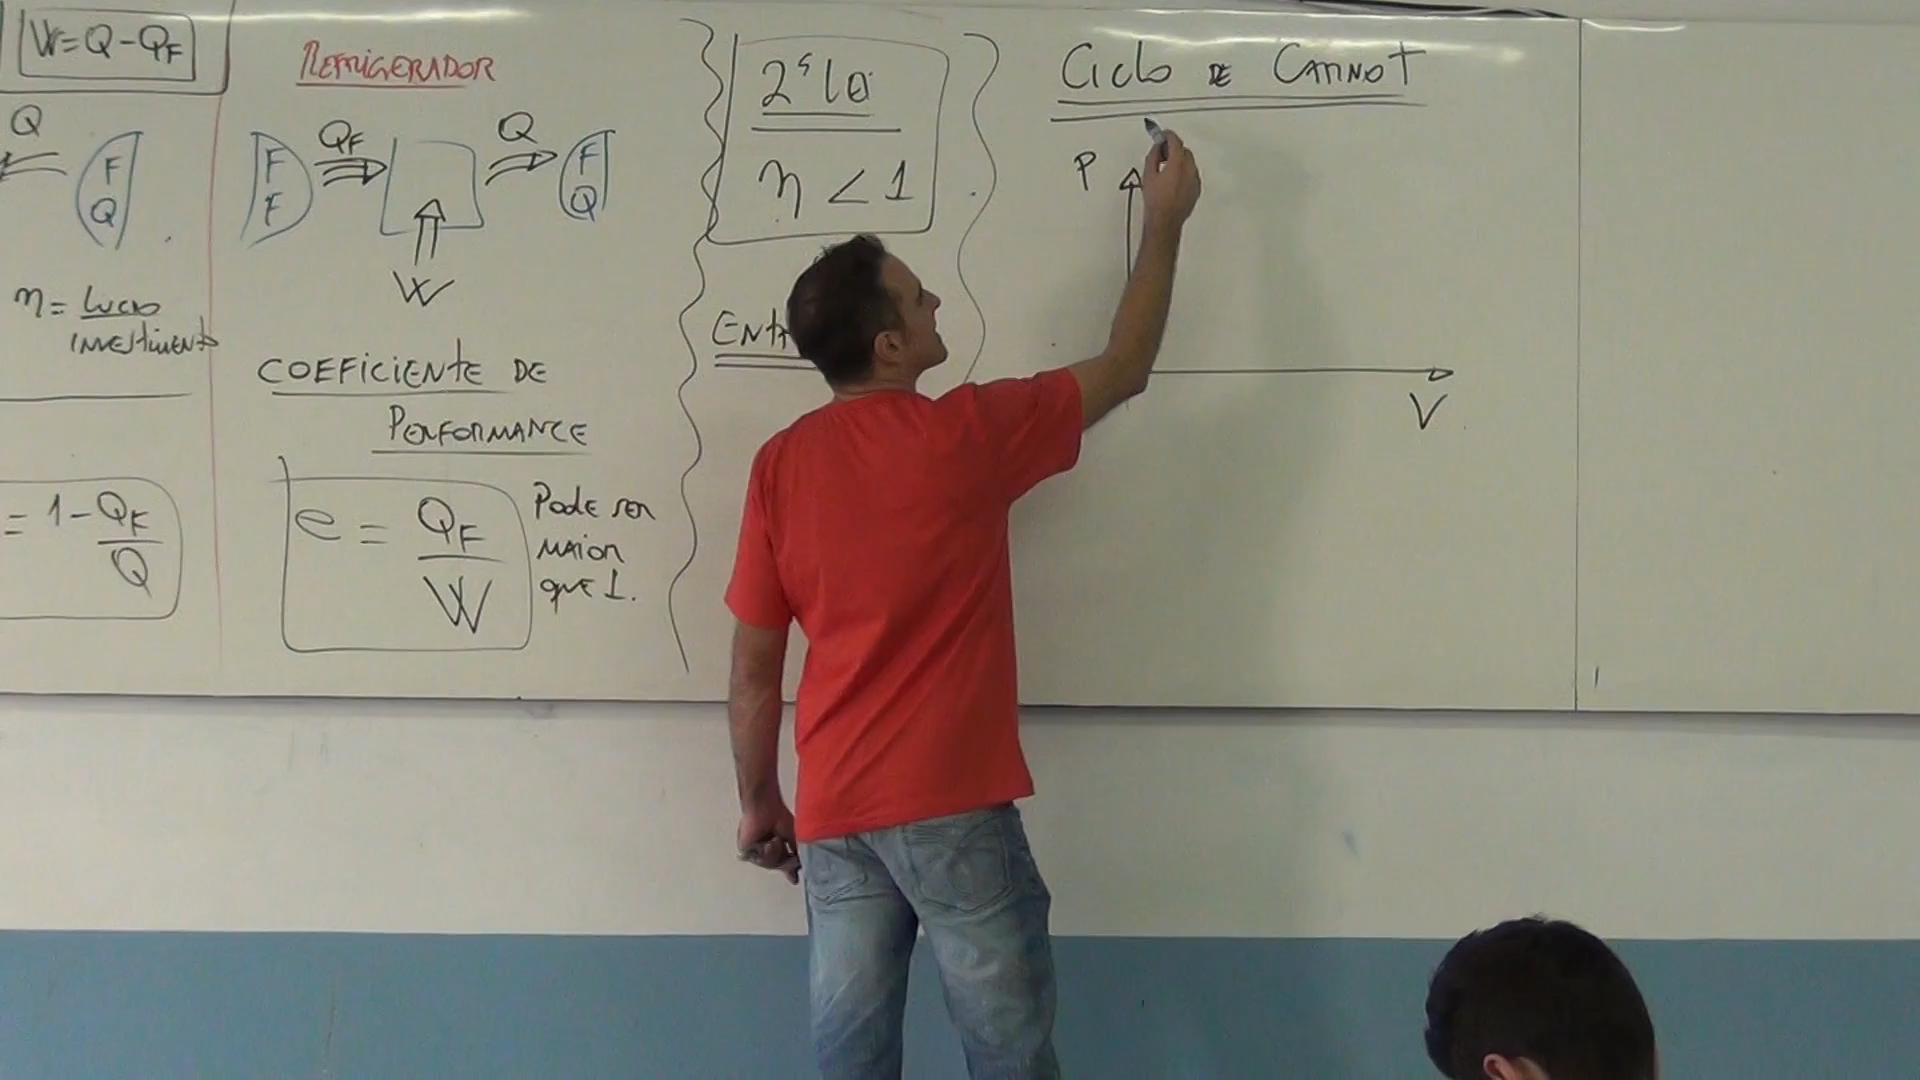 W=Q-QF
Q
F
Q
η= Lucro
investimento
= 1-QF
Q
REFRIGERADOR
QF
Q
F
F
F
Q
W
COEFICIENTE DE
PERFORMANCE
e = QF
W
Pode ser
maior
que 1.
2ª lei
η < 1
Ciclo de Carnot
P
V